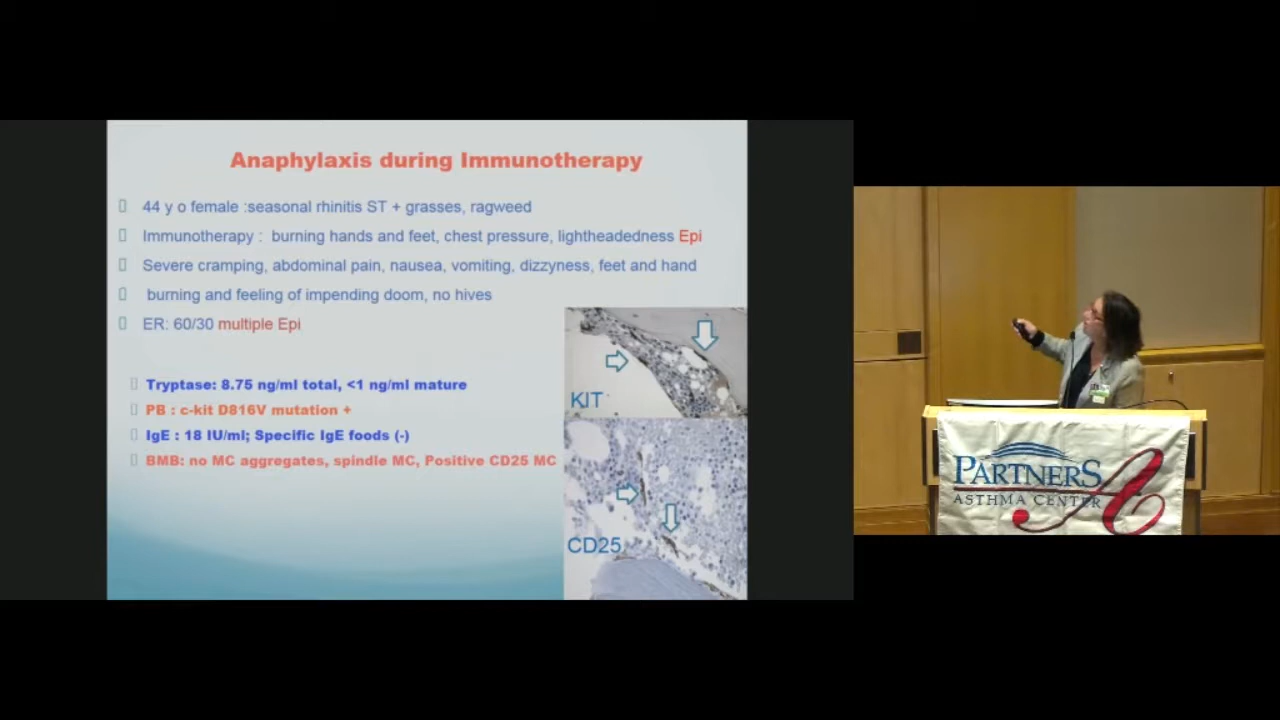 Anaphylaxis during Immunotherapy
44 y o female :seasonal rhinitis ST + grasses, ragweed
Immunotherapy : burning hands and feet, chest pressure, lightheadedness Epi
Severe cramping, abdominal pain, nausea, vomiting, dizzyness, feet and hand
burning and feeling of impending doom, no hives
ER: 60/30 multiple Epi
Tryptase: 8.75 ng/ml total, <1 ng/ml mature
PB : c-kit D816V mutation +
IgE : 18 IU/ml; Specific IgE foods (-)
BMB: no MC aggregates, spindle MC, Positive CD25 MC
KIT
CD25
PARTNERS
ASTHMA CENTER